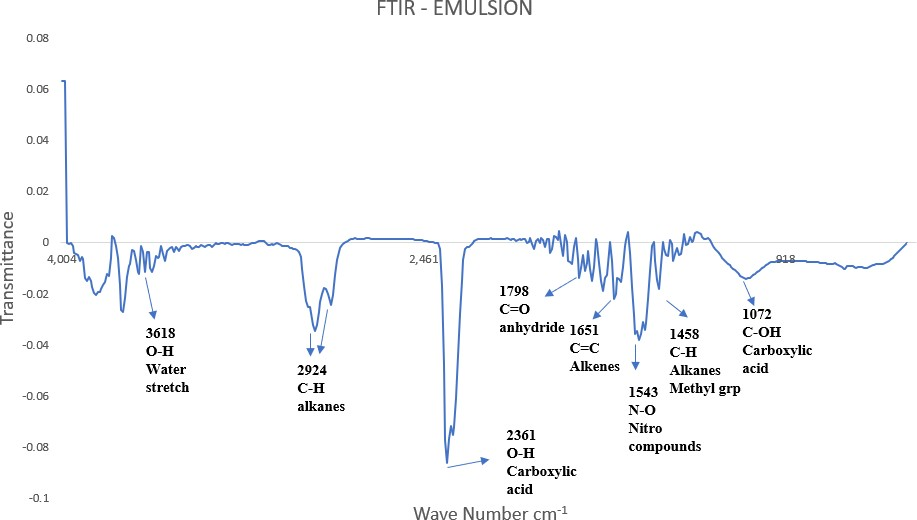 FTIR - EMULSION
0.08
0.06
0.04
0.02
0
-0.02
-0.04
-0.06
-0.08
-0.1
Transmittance
4,004
2,461
918
3618
O-H
Water
stretch
2924
C-H
alkanes
2361
O-H
Carboxylic
acid
1798
C=O
anhydride
1651
C=C
Alkenes
1543
N-O
Nitro
compounds
1458
C-H
Alkanes
Methyl grp
1072
C-OH
Carboxylic
acid
Wave Number cm⁻¹